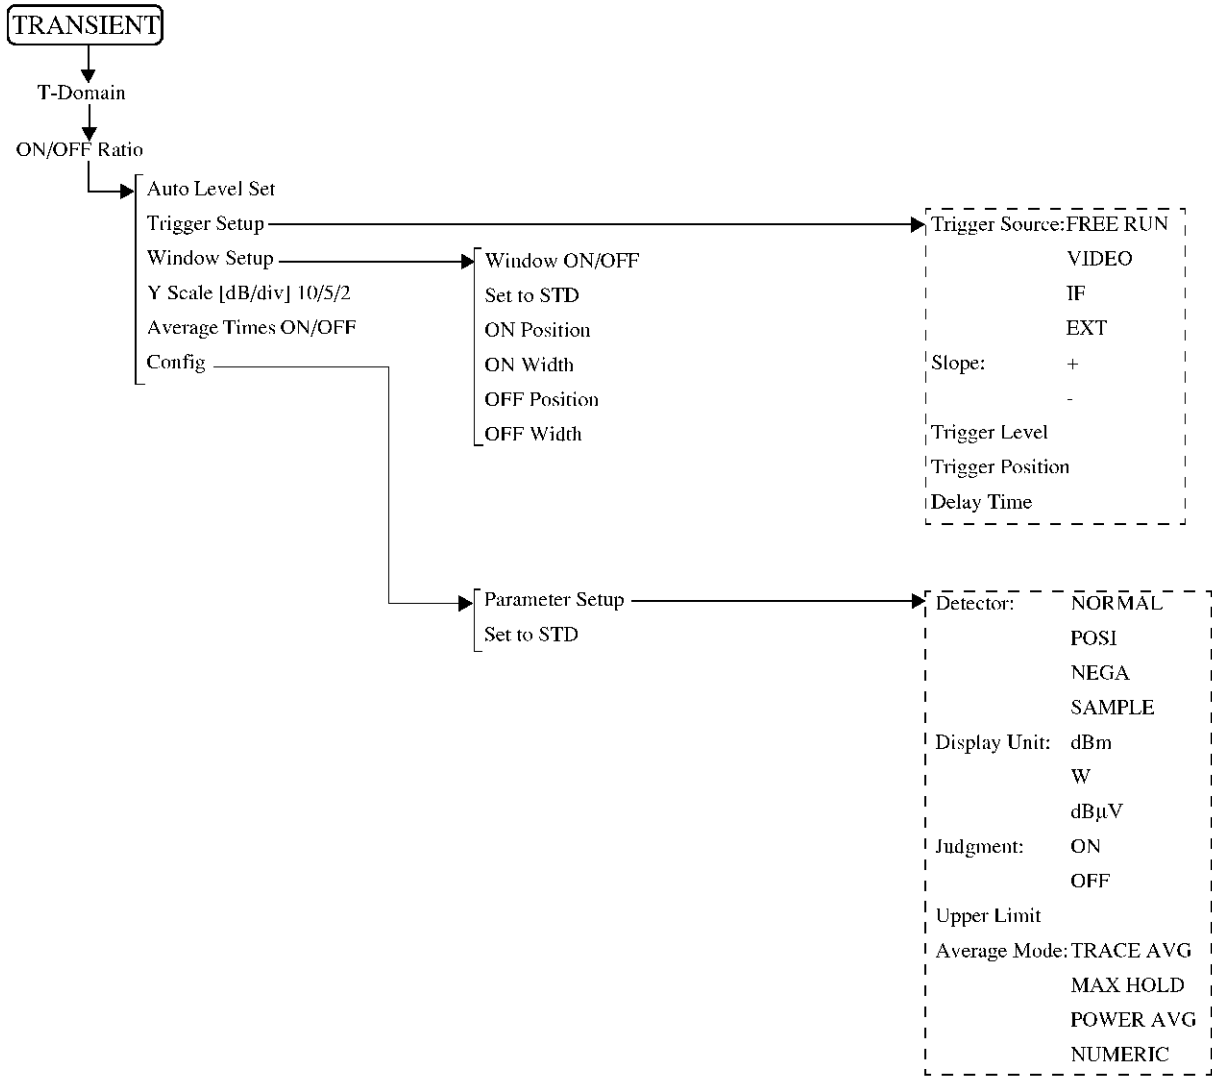 TRANSIENT
T-Domain
ON/OFF Ratio
Auto Level Set
Trigger Setup
Window Setup
Y Scale [dB/div] 10/5/2
Average Times ON/OFF
Config
Window ON/OFF
Set to STD
ON Position
ON Width
OFF Position
OFF Width
Trigger Source: FREE RUN
VIDEO
IF
EXT
Slope: +
-
Trigger Level
Trigger Position
Delay Time
Parameter Setup
Set to STD
Detector: NORMAL
POSI
NEGA
SAMPLE
Display Unit: dBm
W
dBμV
Judgment: ON
OFF
Upper Limit
Average Mode: TRACE AVG
MAX HOLD
POWER AVG
NUMERIC